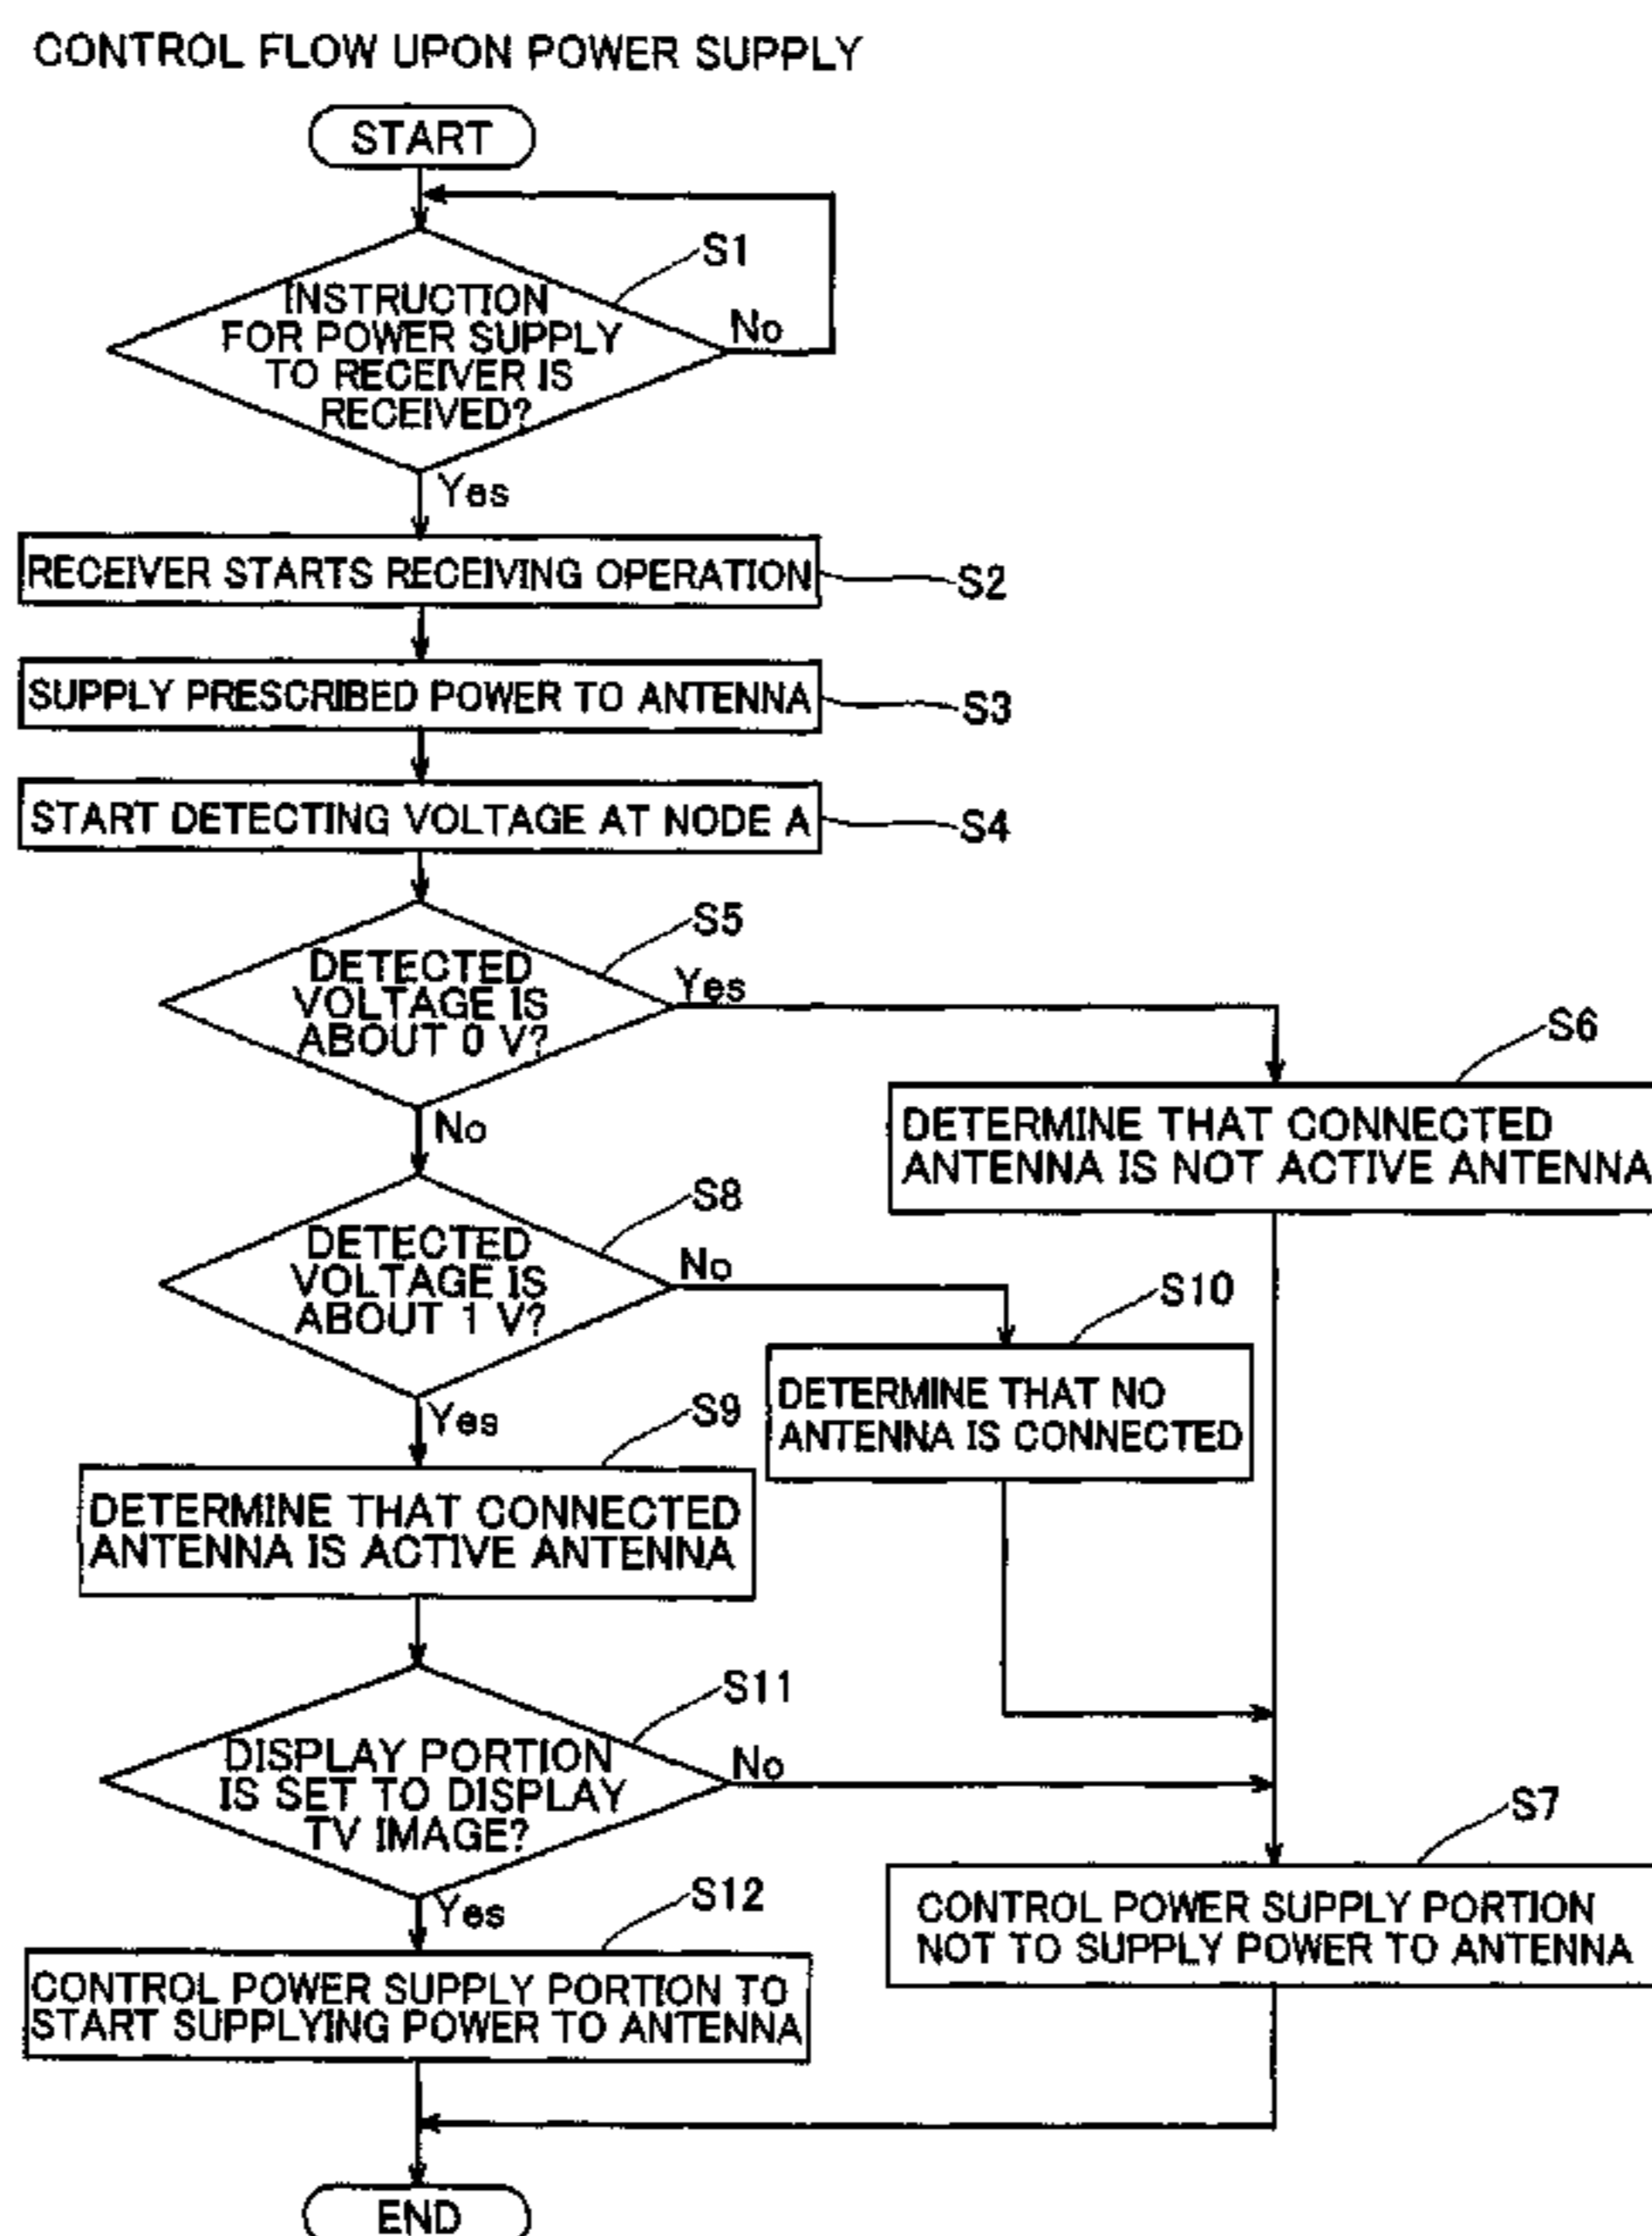 CONTROL FLOW UPON POWER SUPPLY
START
S1
INSTRUCTION
FOR POWER SUPPLY
TO RECEIVER IS
RECEIVED?
No
Yes
RECEIVER STARTS RECEIVING OPERATION
S2
SUPPLY PRESCRIBED POWER TO ANTENNA
S3
START DETECTING VOLTAGE AT NODE A
S4
S5
DETECTED
VOLTAGE IS
ABOUT 0 V?
Yes
No
S6
DETERMINE THAT CONNECTED
ANTENNA IS NOT ACTIVE ANTENNA
S8
DETECTED
VOLTAGE IS
ABOUT 1 V?
No
Yes
S10
DETERMINE THAT NO
ANTENNA IS CONNECTED
S9
DETERMINE THAT CONNECTED
ANTENNA IS ACTIVE ANTENNA
S11
DISPLAY PORTION
IS SET TO DISPLAY
TV IMAGE?
No
Yes
S7
CONTROL POWER SUPPLY PORTION
NOT TO SUPPLY POWER TO ANTENNA
S12
CONTROL POWER SUPPLY PORTION TO
START SUPPLYING POWER TO ANTENNA
END